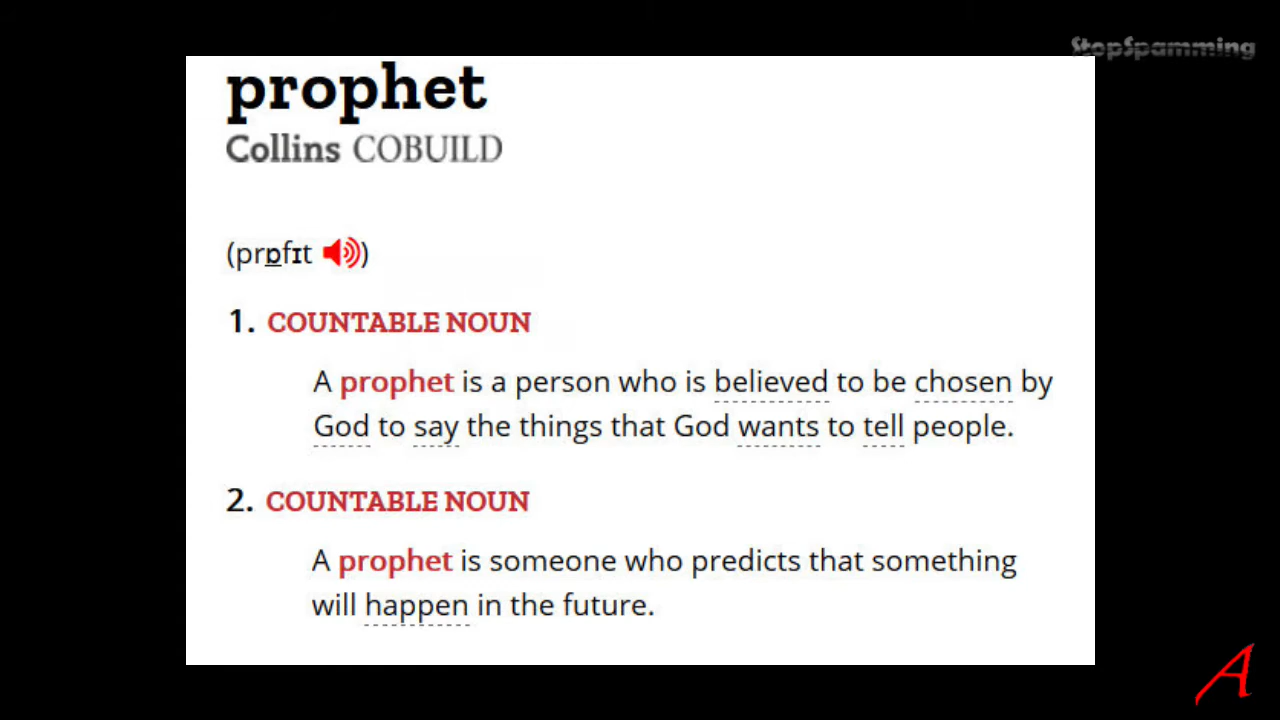 StopSpamming
prophet
Collins COBUILD
(prɒfɪt )
1. COUNTABLE NOUN
A prophet is a person who is believed to be chosen by
God to say the things that God wants to tell people.
2. COUNTABLE NOUN
A prophet is someone who predicts that something
will happen in the future.
A